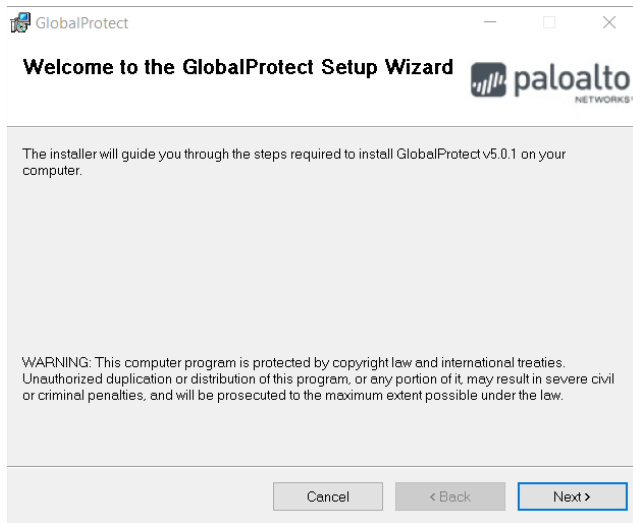 GlobalProtect
Welcome to the GlobalProtect Setup Wizard
paloalto
NETWORKS
The installer will guide you through the steps required to install GlobalProtect v5.0.1 on your
computer.
WARNING: This computer program is protected by copyright law and international treaties.
Unauthorized duplication or distribution of this program, or any portion of it, may result in severe civil
or criminal penalties, and will be prosecuted to the maximum extent possible under the law.
Cancel
< Back
Next >